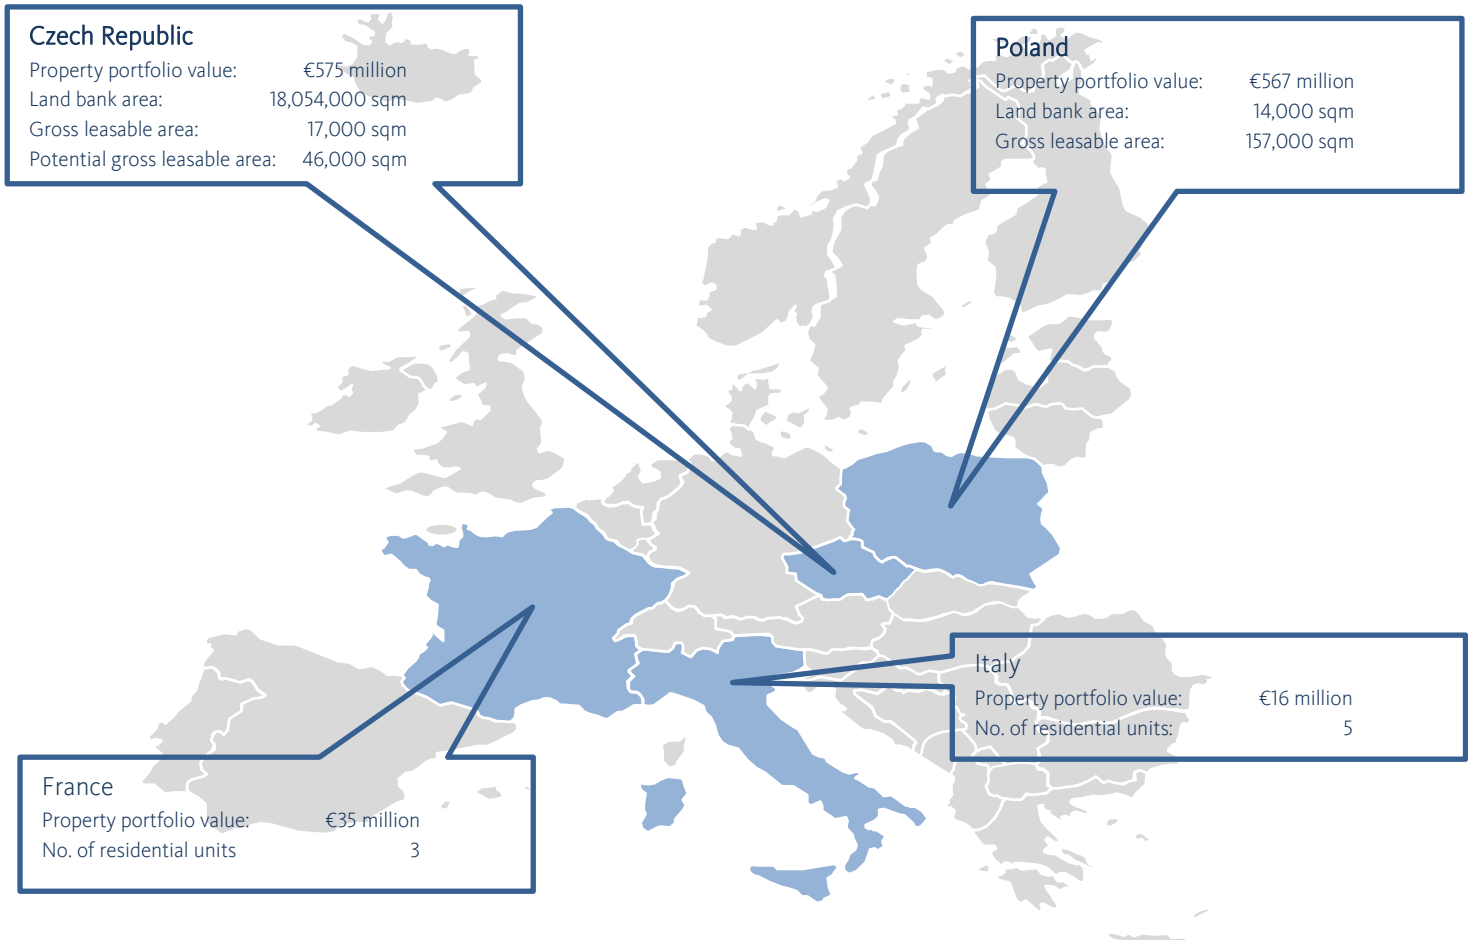 Czech Republic
Property portfolio value: €575 million
Land bank area: 18,054,000 sqm
Gross leasable area: 17,000 sqm
Potential gross leasable area: 46,000 sqm
Poland
Property portfolio value: €567 million
Land bank area: 14,000 sqm
Gross leasable area: 157,000 sqm
Italy
Property portfolio value: €16 million
No. of residential units: 5
France
Property portfolio value: €35 million
No. of residential units 3